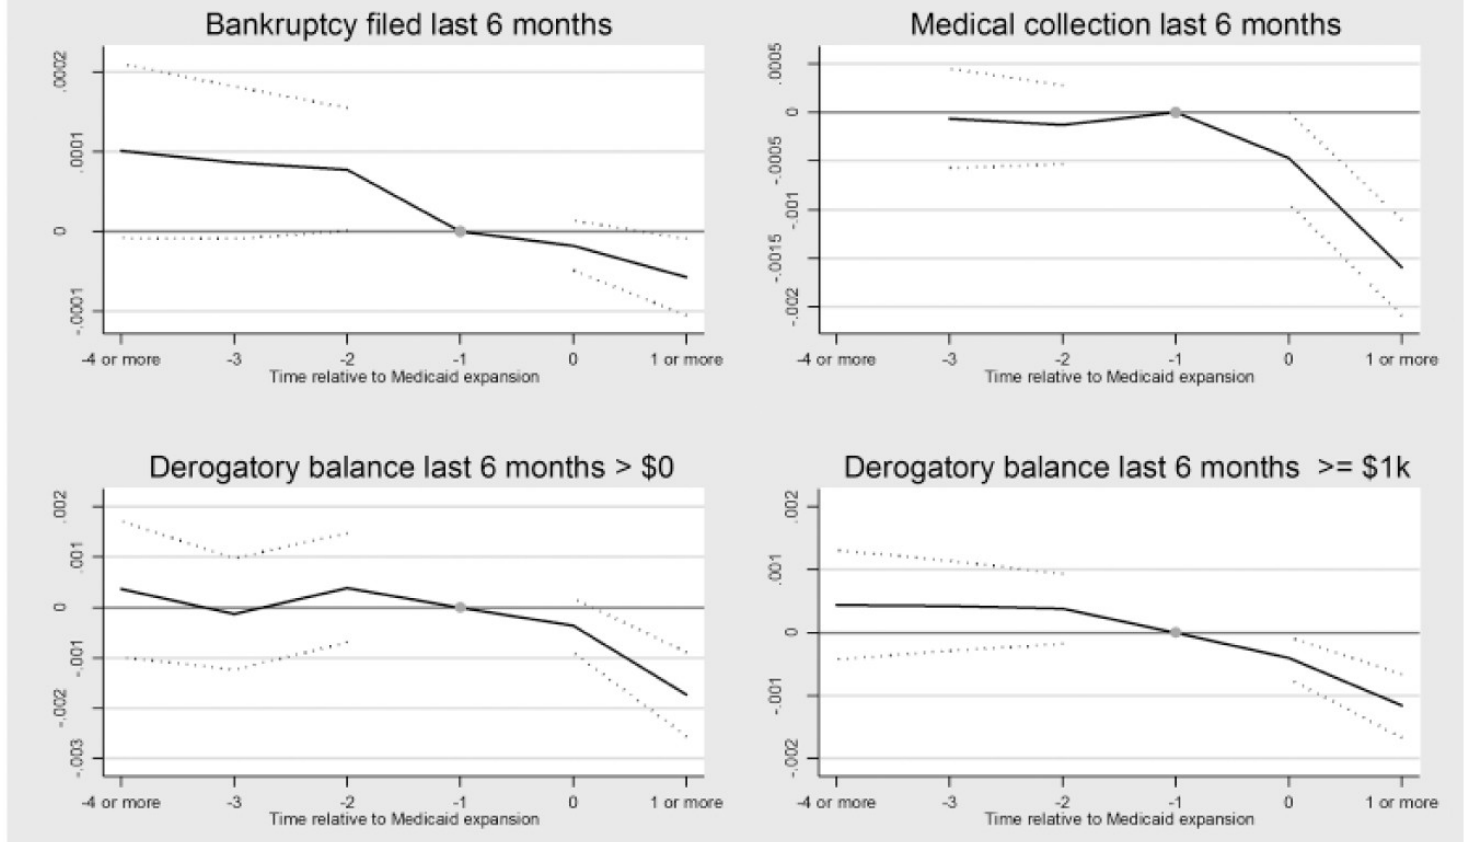 Bankruptcy filed last 6 months
.0002
.0001
0
-.0001
-4 or more -3 -2 -1 0 1 or more
Time relative to Medicaid expansion
Medical collection last 6 months
.0005
0
-.0005
-.001
-.0015
-.002
-4 or more -3 -2 -1 0 1 or more
Time relative to Medicaid expansion
Derogatory balance last 6 months > $0
.002
.001
0
-.001
-.002
-.003
-4 or more -3 -2 -1 0 1 or more
Time relative to Medicaid expansion
Derogatory balance last 6 months >= $1k
.002
.001
0
-.001
-.002
-4 or more -3 -2 -1 0 1 or more
Time relative to Medicaid expansion